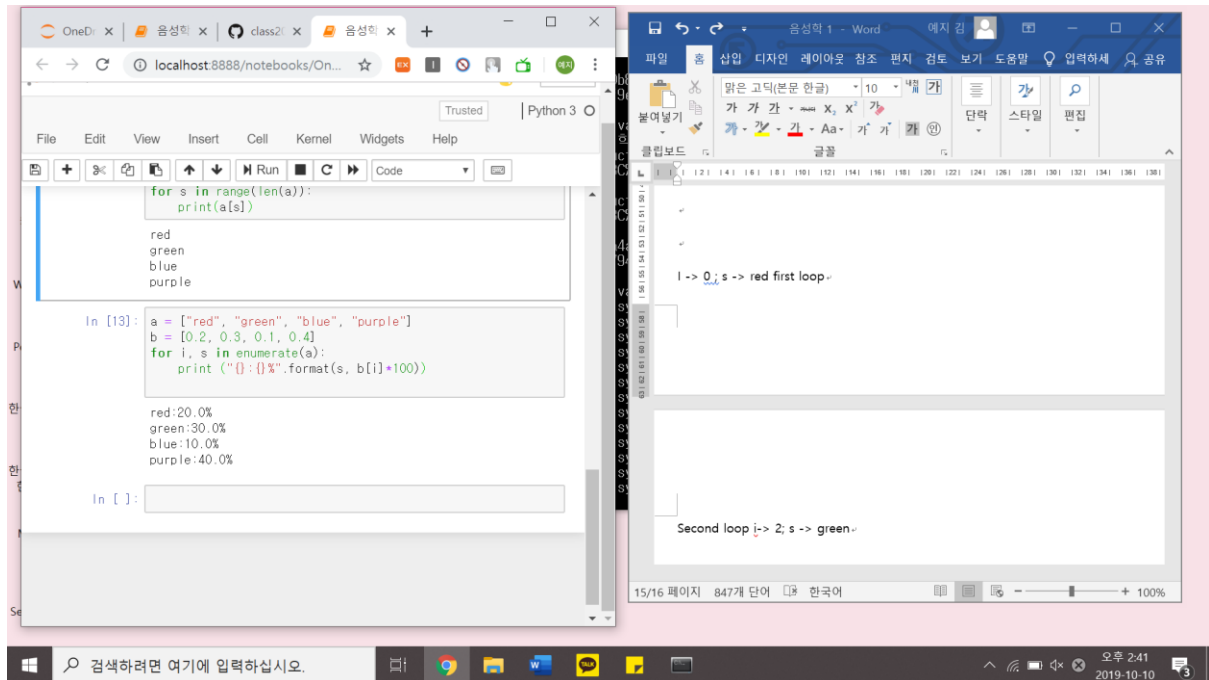 OneDr
음성학
class2(
음성학
localhost:8888/notebooks/On...
예지
Trusted
Python 3
File Edit View Insert Cell Kernel Widgets Help
Run
Code
for s in range(len(a)):
print(a[s])
red
green
blue
purple
In [13]:
a = ["red", "green", "blue", "purple"]
b = [0.2, 0.3, 0.1, 0.4]
for i, s in enumerate(a):
print ("{}:{}%".format(s, b[i]*100))
red:20.0%
green:30.0%
blue:10.0%
purple:40.0%
In [ ]:
음성학 1 - Word
예지 김
파일 홈 삽입 디자인 레이아웃 참조 편지 검토 보기 도움말 입력하세 공유
맑은 고딕(본문 한글) 10
붙여넣기
가 가 가
단락 스타일 편집
클립보드 글꼴
I -> 0 ; s -> red first loop
Second loop i-> 2; s -> green
15/16 페이지 847개 단어 한국어
100%
검색하려면 여기에 입력하십시오.
TALK
오후 2:41
2019-10-10
3